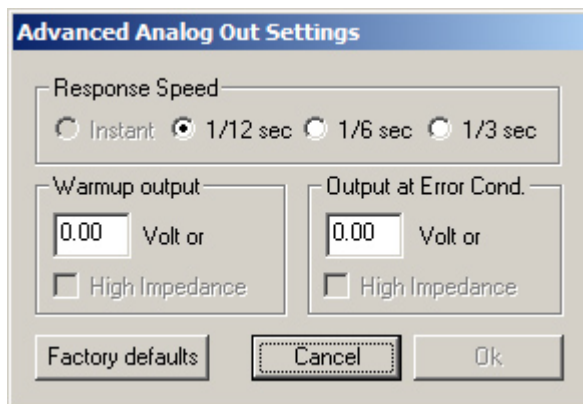 Advanced Analog Out Settings
Response Speed
Instant 1/12 sec 1/6 sec 1/3 sec
Warmup output
0.00 Volt or
High Impedance
Output at Error Cond.
0.00 Volt or
High Impedance
Factory defaults Cancel Ok